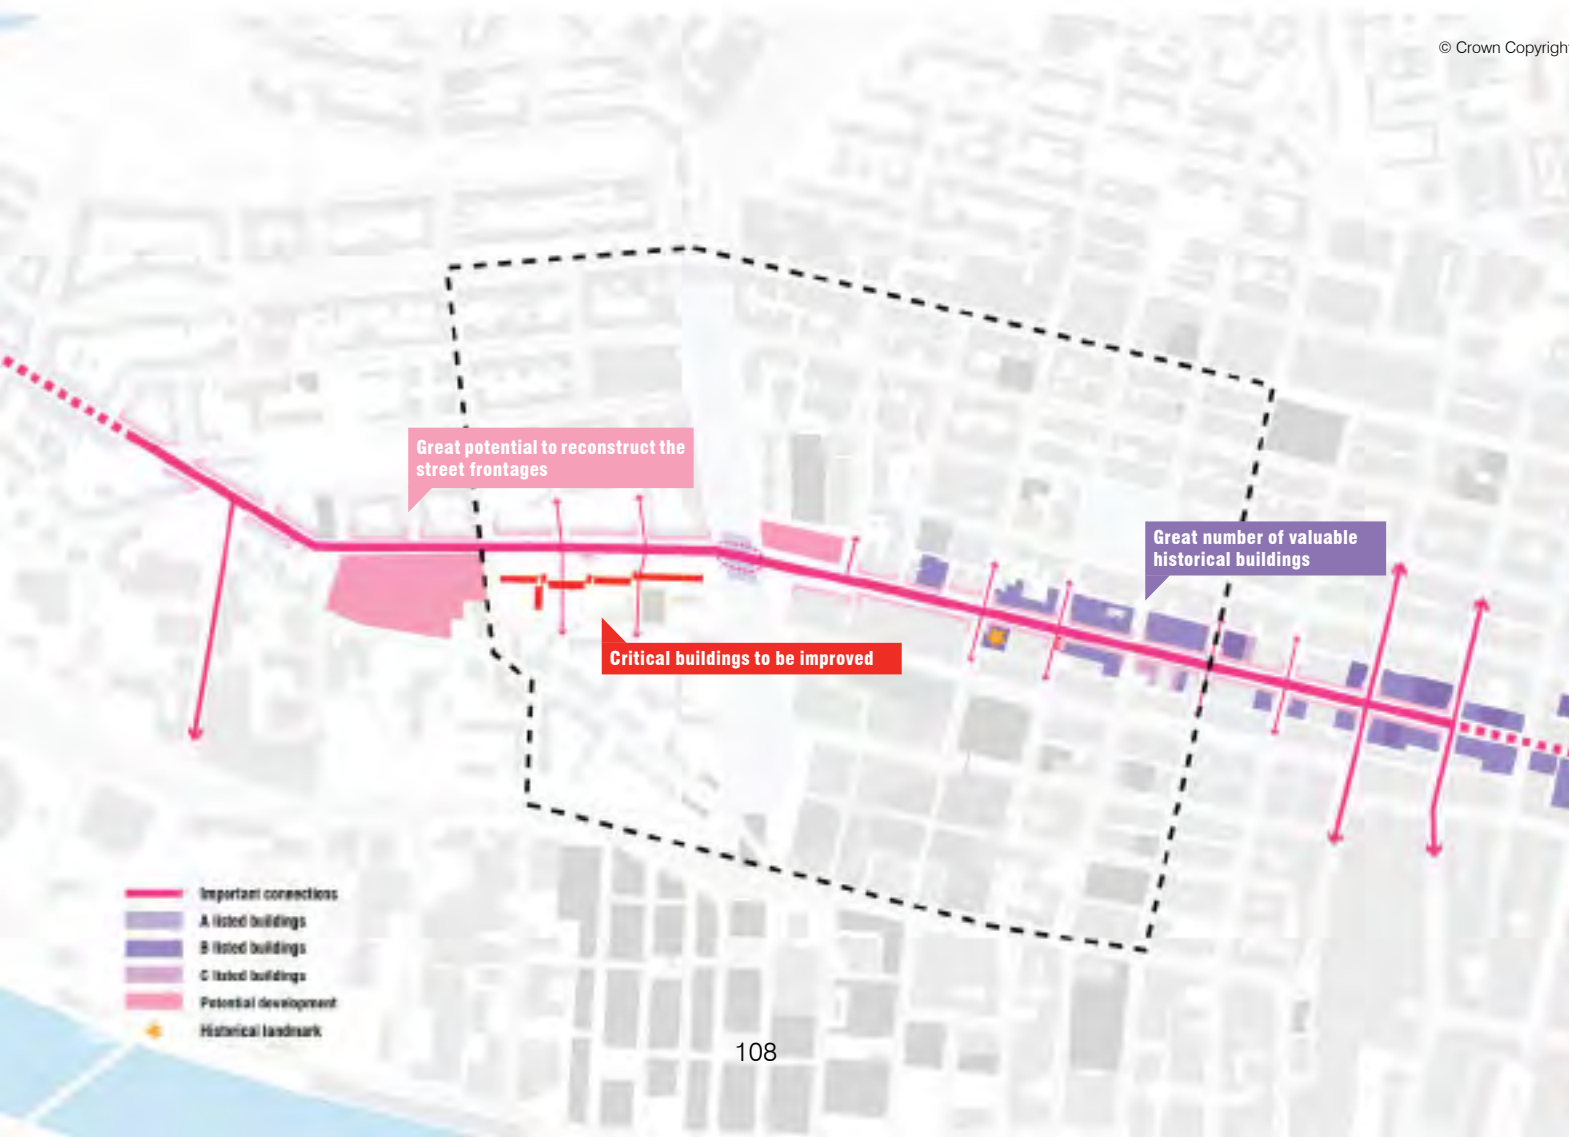 © Crown Copyrigh
Great potential to reconstruct the
street frontages
Great number of valuable
historical buildings
Critical buildings to be improved
Important connections
A listed buildings
B listed buildings
C listed buildings
Potential development
Historical landmark
108